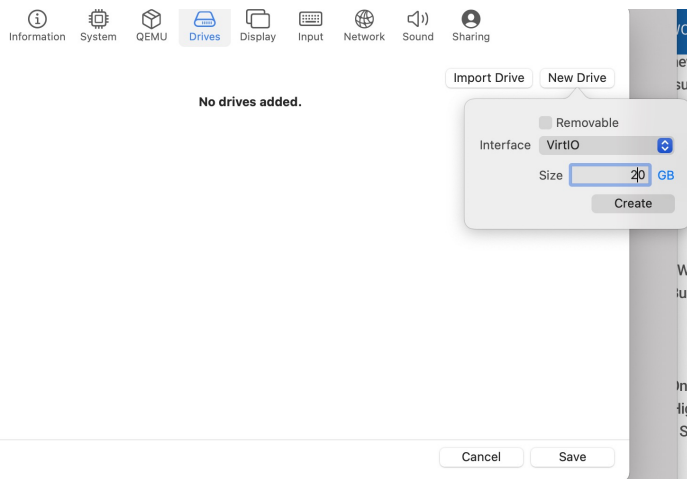 Information System QEMU Drives Display Input Network Sound Sharing
Import Drive New Drive
No drives added.
Removable
Interface VirtIO
Size 20 GB
Create
Cancel Save